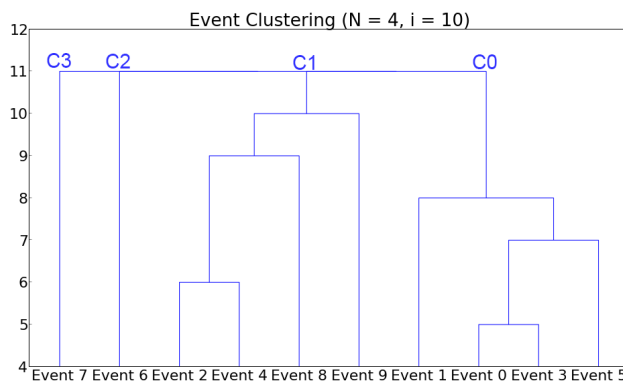 Event Clustering (N = 4, i = 10)
12
11
10
9
8
7
6
5
4
C3
C2
C1
C0
Event 7 Event 6 Event 2 Event 4 Event 8 Event 9 Event 1 Event 0 Event 3 Event 5